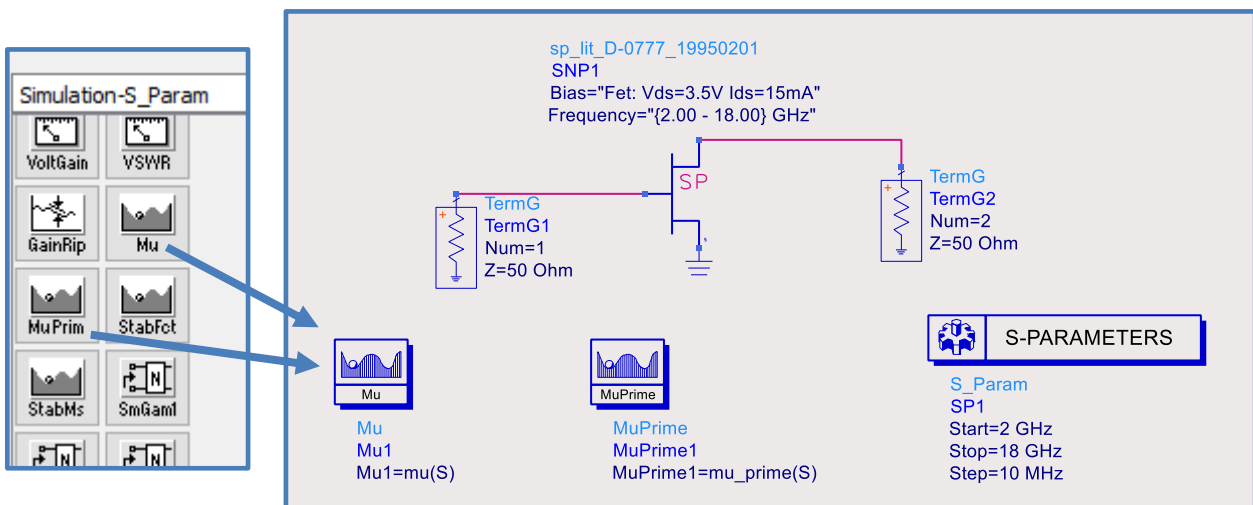 Simulation-S_Param
VoltGain
VSWR
GainRip
Mu
MuPrim
StabFct
StabMs
SmGam1
N
N
N
sp_lit_D-0777_19950201
SNP1
Bias="Fet: Vds=3.5V Ids=15mA"
Frequency="{2.00 - 18.00} GHz"
SP
+
TermG
TermG1
Num=1
Z=50 Ohm
+
TermG
TermG2
Num=2
Z=50 Ohm
Mu
Mu
Mu1
Mu1=mu(S)
MuPrime
MuPrime
MuPrime1
MuPrime1=mu_prime(S)
S-PARAMETERS
S_Param
SP1
Start=2 GHz
Stop=18 GHz
Step=10 MHz